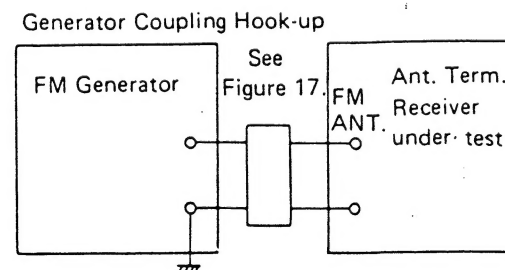 Generator Coupling Hook-up
FM Generator
See
Figure 17.
FM
ANT.
Ant. Term.
Receiver
under test